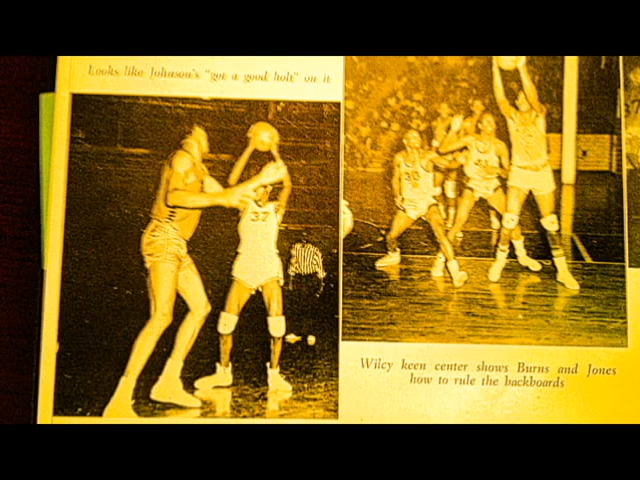 Looks like Johnson's "got a good holt" on it
37
30
Wilcy keen center shows Burns and Jones
how to rule the backboards